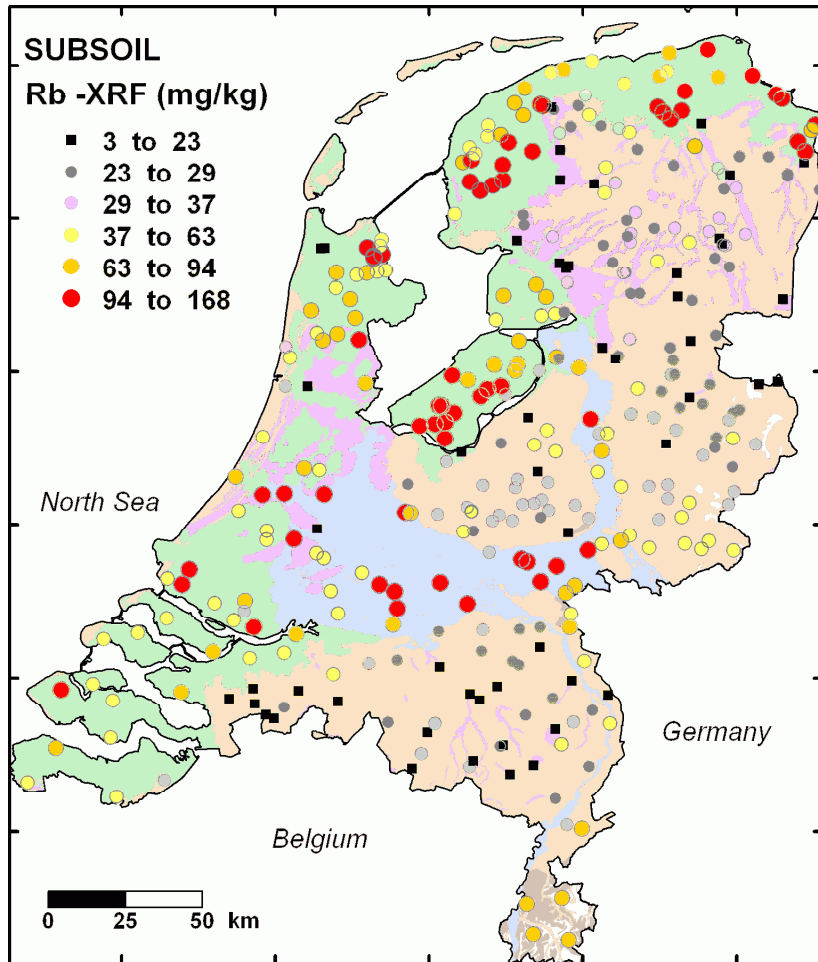 SUBSOIL
Rb -XRF (mg/kg)
3 to 23
23 to 29
29 to 37
37 to 63
63 to 94
94 to 168
North Sea
Germany
Belgium
0 25 50 km